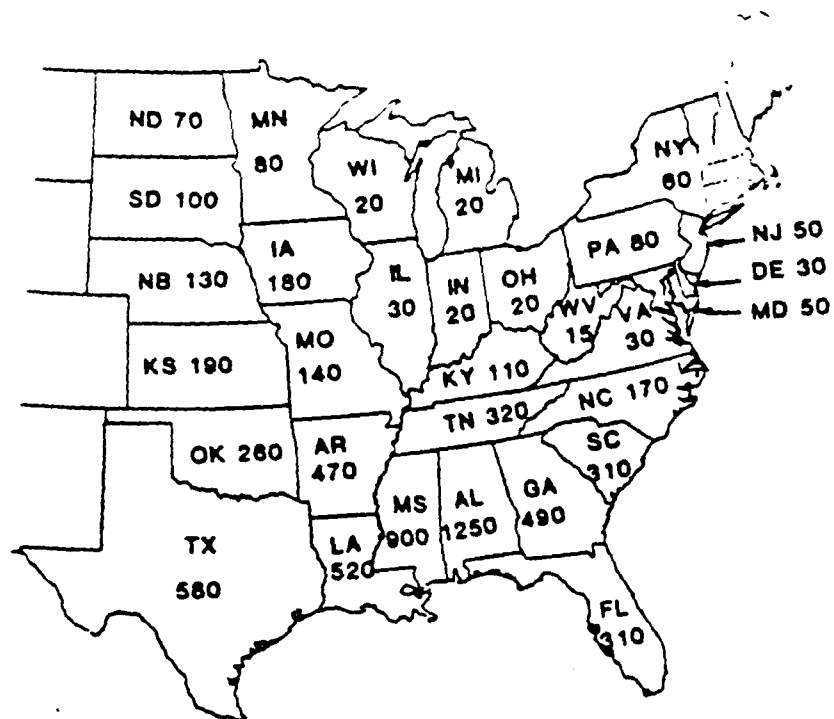 ND 70
MN
80
SD 100
WI
20
MI
20
NY
60
NB 130
IA
180
IL
30
IN
20
OH
20
PA 80
NJ 50
DE 30
MD 50
WV
15
VA
30
KS 190
MO
140
KY 110
OK 260
AR
470
TN 320
NC 170
SC
310
TX
580
LA
520
MS
900
AL
1250
GA
490
FL
310